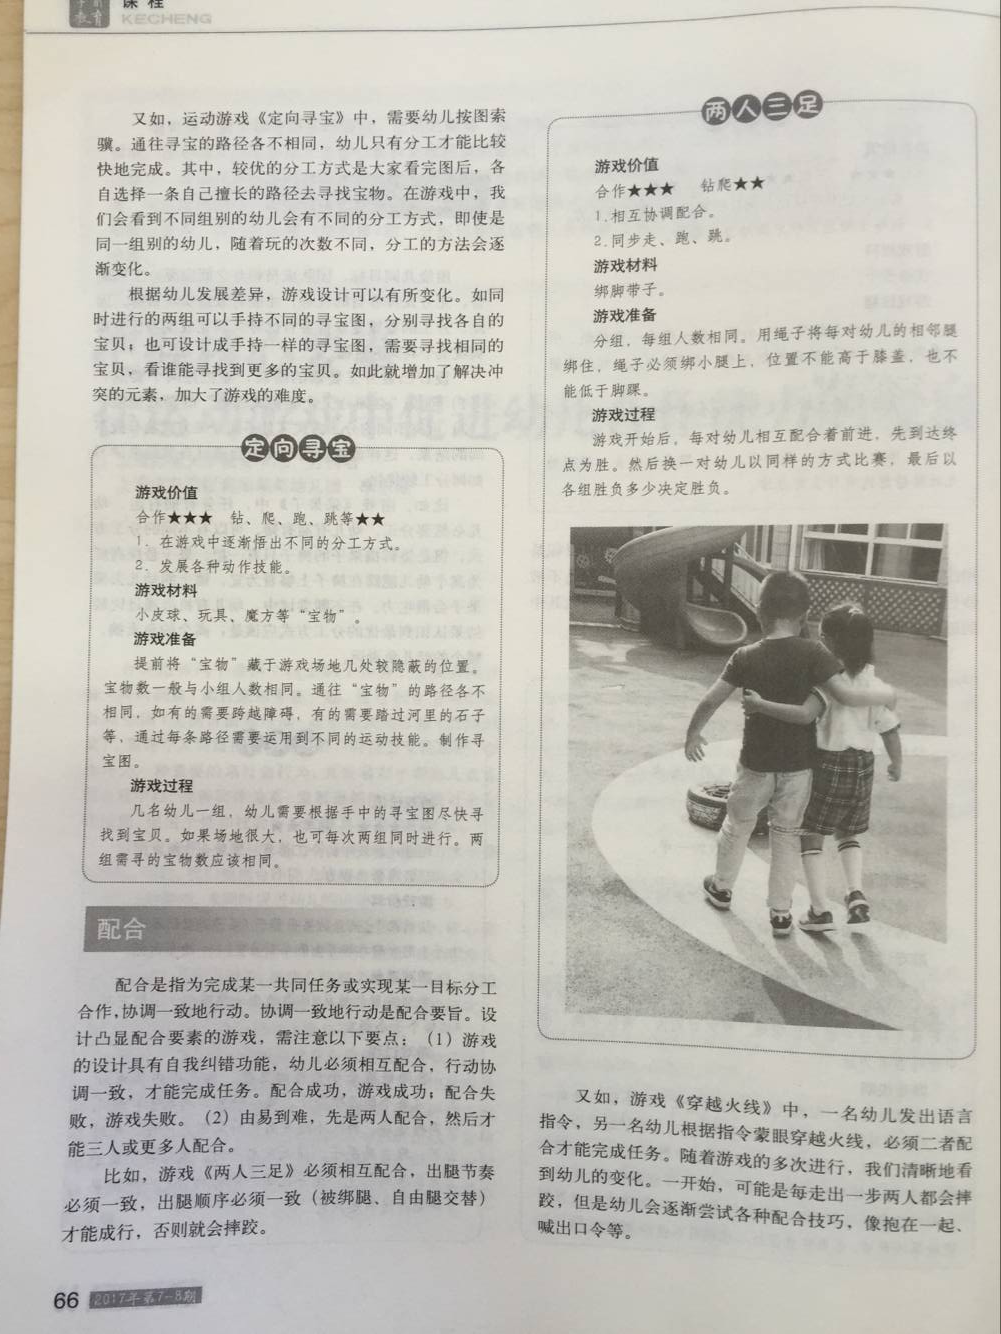 课程
KECHENG
又如，运动游戏《定向寻宝》中，需要幼儿按图索
骥。通往寻宝的路径各不相同，幼儿只有分工才能比较
快地完成。其中，较优的分工方式是大家看完图后，各
自选择一条自己擅长的路径去寻找宝物。在游戏中，我
们会看到不同组别的幼儿会有不同的分工方式，即使是
同一组别的幼儿，随着玩的次数不同，分工的方法会逐
渐变化。
根据幼儿发展差异，游戏设计可以有所变化。如同
时进行的两组可以手持不同的寻宝图，分别寻找各自的
宝贝；也可设计成手持一样的寻宝图，需要寻找相同的
宝贝，看谁能寻找到更多的宝贝。如此就增加了解决冲
突的元素，加大了游戏的难度。
定向寻宝
游戏价值
合作★★★ 钻、爬、跑、跳等★★
1．在游戏中逐渐悟出不同的分工方式。
2．发展各种动作技能。
游戏材料
小皮球、玩具、魔方等“宝物”。
游戏准备
提前将“宝物”藏于游戏场地几处较隐蔽的位置。
宝物数一般与小组人数相同。通往“宝物”的路径各不
相同，如有的需要跨越障碍，有的需要踏过河里的石子
等，通过每条路径需要运用到不同的运动技能。制作寻
宝图。
游戏过程
几名幼儿一组，幼儿需要根据手中的寻宝图尽快寻
找到宝贝。如果场地很大，也可每次两组同时进行。两
组需寻的宝物数应该相同。
配合
配合是指为完成某一共同任务或实现某一目标分工
合作，协调一致地行动。协调一致地行动是配合要旨。设
计凸显配合要素的游戏，需注意以下要点：（1）游戏
的设计具有自我纠错功能，幼儿必须相互配合，行动协
调一致，才能完成任务。配合成功，游戏成功；配合失
败，游戏失败。（2）由易到难，先是两人配合，然后才
能三人或更多人配合。
比如，游戏《两人三足》必须相互配合，出腿节奏
必须一致，出腿顺序必须一致（被绑腿、自由腿交替）
才能成行，否则就会摔跤。
两人三足
游戏价值
合作★★★ 钻爬★★
1.相互协调配合。
2.同步走、跑、跳。
游戏材料
绑脚带子。
游戏准备
分组，每组人数相同。用绳子将每对幼儿的相邻腿
绑住，绳子必须绑小腿上，位置不能高于膝盖，也不
能低于脚踝。
游戏过程
游戏开始后，每对幼儿相互配合着前进，先到达终
点为胜。然后换一对幼儿以同样的方式比赛，最后以
各组胜负多少决定胜负。
又如，游戏《穿越火线》中，一名幼儿发出语言
指令，另一名幼儿根据指令蒙眼穿越火线，必须二者配
合才能完成任务。随着游戏的多次进行，我们清晰地看
到幼儿的变化。一开始，可能是每走出一步两人都会摔
跤，但是幼儿会逐渐尝试各种配合技巧，像抱在一起、
喊出口令等。
66 2017年第7-8期